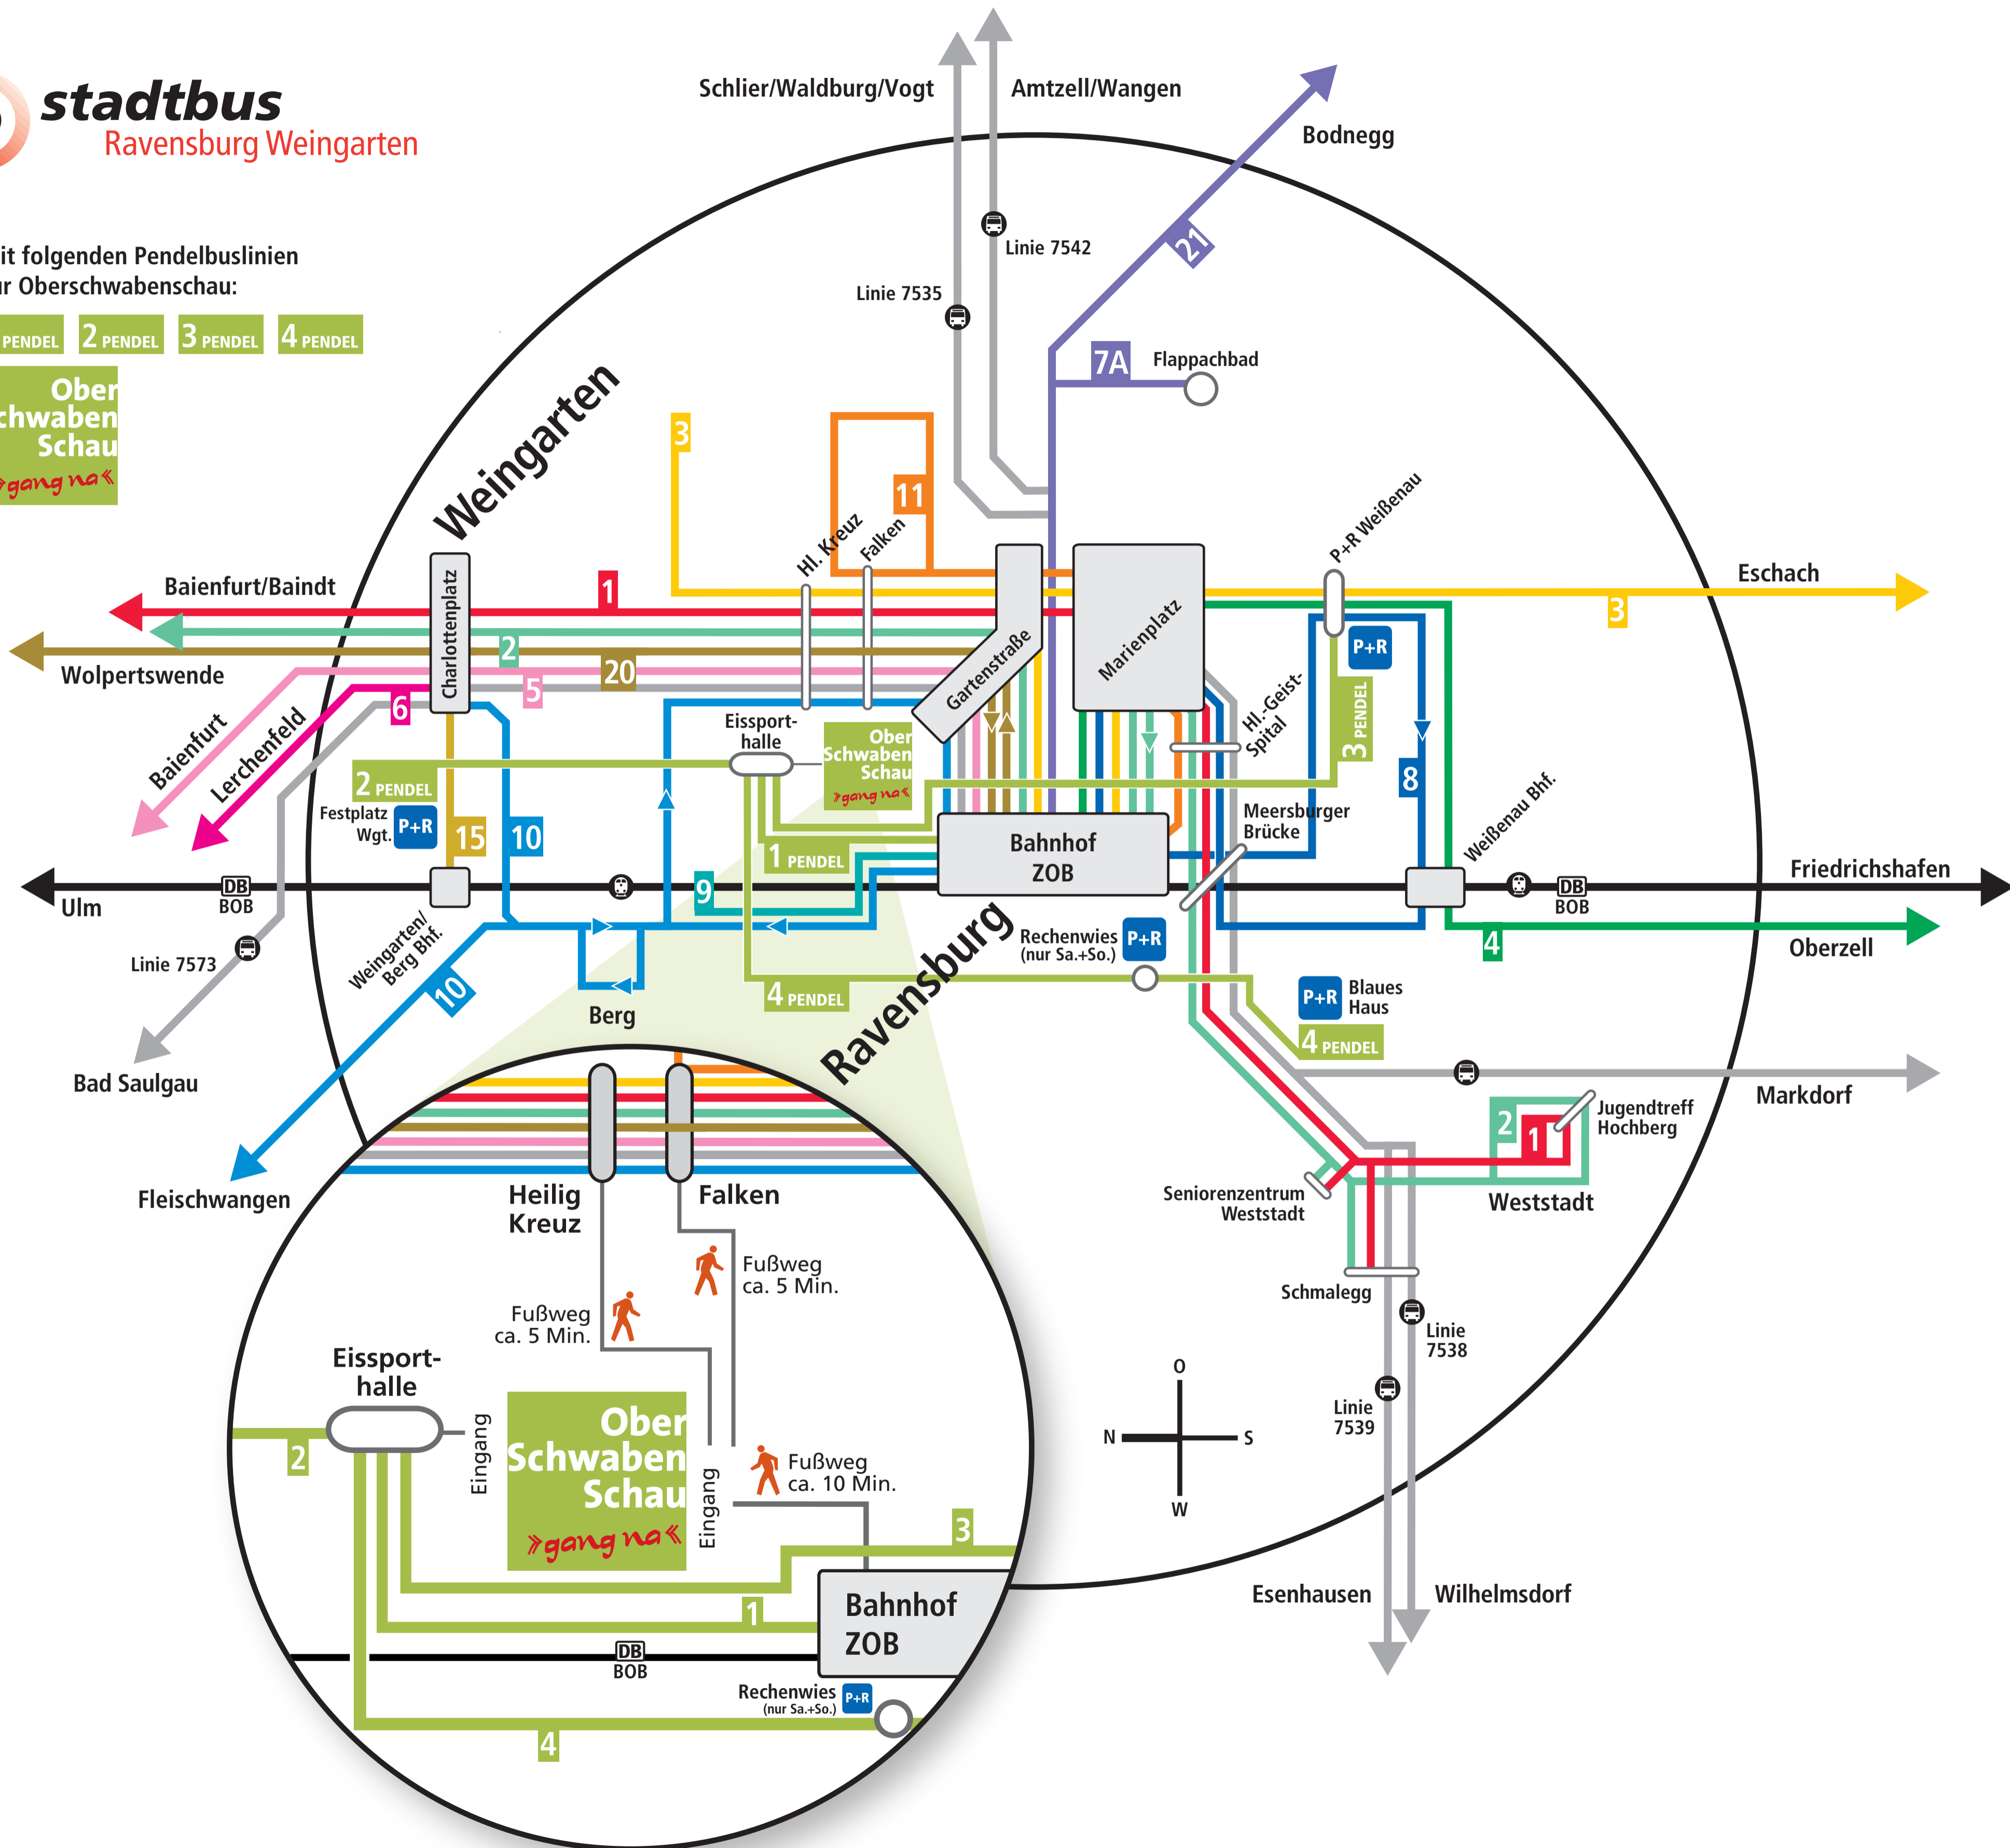 stadtbus
Ravensburg Weingarten
it folgenden Pendelbuslinien
ur Oberschwabenschau:
PENDEL
2 PENDEL
3 PENDEL
4 PENDEL
Ober
chwaben
Schau
»gang na«
Schlier/Waldburg/Vogt
Amtzell/Wangen
Bodnegg
21
Linie 7542
Linie 7535
7A
Flappachbad
Weingarten
3
11
Hl. Kreuz
Falken
P+R Weißenau
Baienfurt/Baindt
1
Charlottenplatz
2
20
5
6
Wolpertswende
Baienfurt
Lerchenfeld
Gartenstraße
Marienplatz
Eschach
3
P+R
3 PENDEL
Hl.-Geist-
Spital
8
Eissport-
halle
Ober
Schwaben
Schau
»gang na«
2 PENDEL
Festplatz
Wgt.
P+R
15
10
1 PENDEL
Bahnhof
ZOB
Meersburger
Brücke
Weißenau Bhf.
Friedrichshafen
DB
BOB
Ulm
9
DB
BOB
4
Oberzell
Linie 7573
Weingarten/
Berg Bhf.
10
Berg
4 PENDEL
Ravensburg
Rechenwies
(nur Sa.+So.)
P+R
P+R
Blaues
Haus
4 PENDEL
Bad Saulgau
Markdorf
Fleischwangen
2
1
Jugendtreff
Hochberg
Weststadt
Seniorenzentrum
Weststadt
Schmalegg
Linie
7538
Linie
7539
Esenhausen
Wilhelmsdorf
O
N
S
W
Heilig
Kreuz
Falken
Fußweg
ca. 5 Min.
Fußweg
ca. 5 Min.
Eissport-
halle
2
Eingang
Ober
Schwaben
Schau
»gang na«
Eingang
Fußweg
ca. 10 Min.
3
1
Bahnhof
ZOB
DB
BOB
Rechenwies
(nur Sa.+So.)
P+R
4